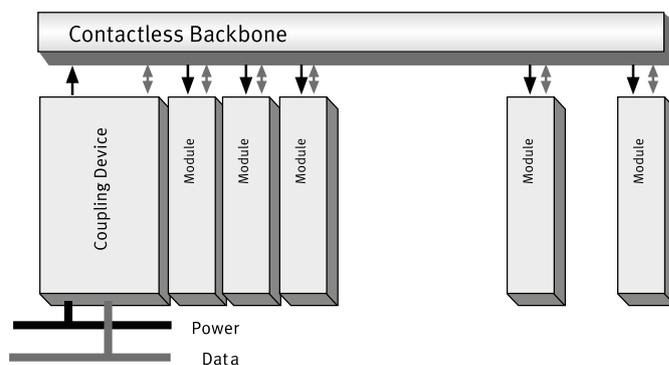 Contactless Backbone
Coupling Device
Module
Module
Module
Module
Module
Power
Data